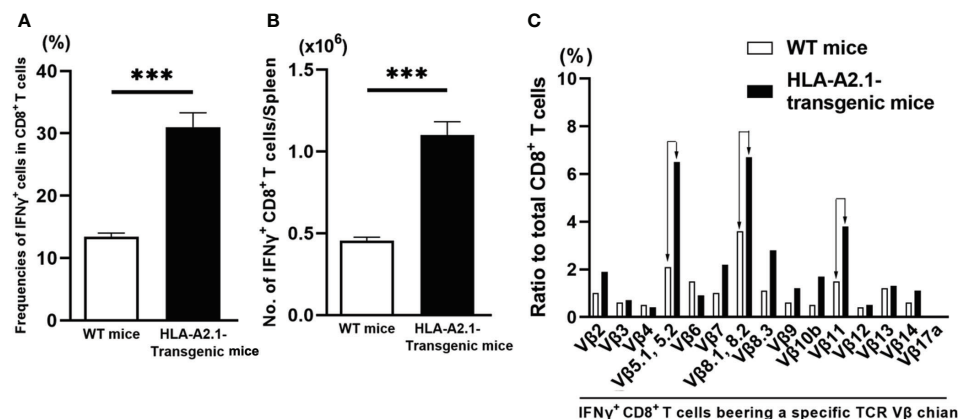 A
(%)
Frequencies of IFNγ⁺ cells in CD8⁺ T cells
40
30
20
10
0
***
WT mice
HLA-A2.1-
Transgenic mice
B
(x10⁶)
No. of IFNγ⁺ CD8⁺ T cells/Spleen
1.5
1.0
0.5
0.0
***
WT mice
HLA-A2.1-
Transgenic mice
C
(%)
Ratio to total CD8⁺ T cells
10
8
6
4
2
0
WT mice
HLA-A2.1-
transgenic mice
Vβ2
Vβ3
Vβ4
Vβ5.1, 5.2
Vβ6
Vβ7
Vβ8.1, 8.2
Vβ8.3
Vβ9
Vβ10b
Vβ11
Vβ12
Vβ13
Vβ14
Vβ17a
IFNγ⁺ CD8⁺ T cells beering a specific TCR Vβ chian